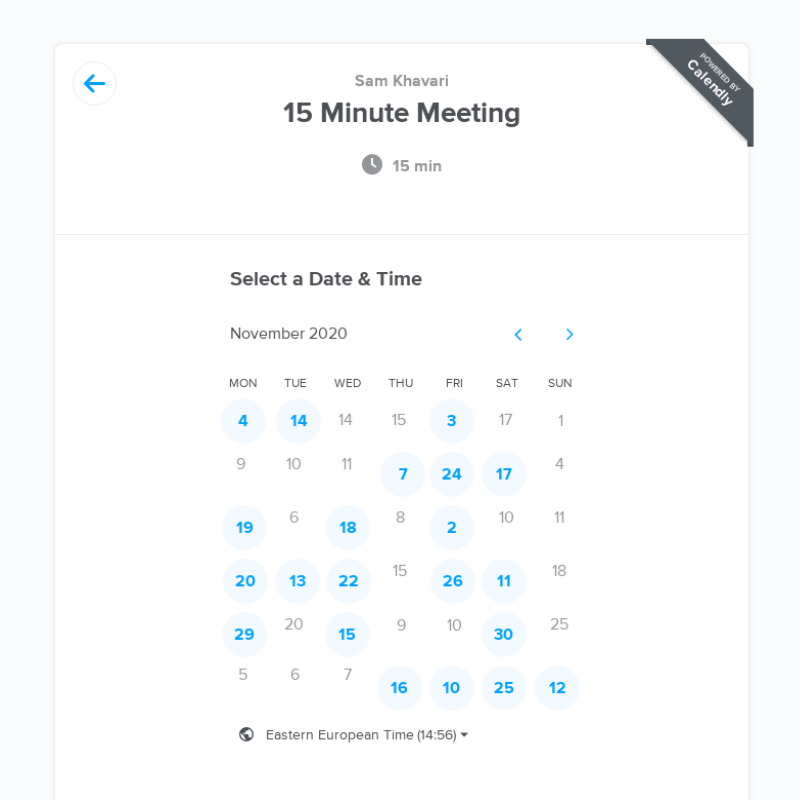 POWERED BY
Calendly
Sam Khavari
15 Minute Meeting
15 min
Select a Date & Time
November 2020
MON TUE WED THU FRI SAT SUN
4 14 14 15 3 17 1
9 10 11 7 24 17 4
19 6 18 8 2 10 11
20 13 22 15 26 11 18
29 20 15 9 10 30 25
5 6 7 16 10 25 12
Eastern European Time (14:56)